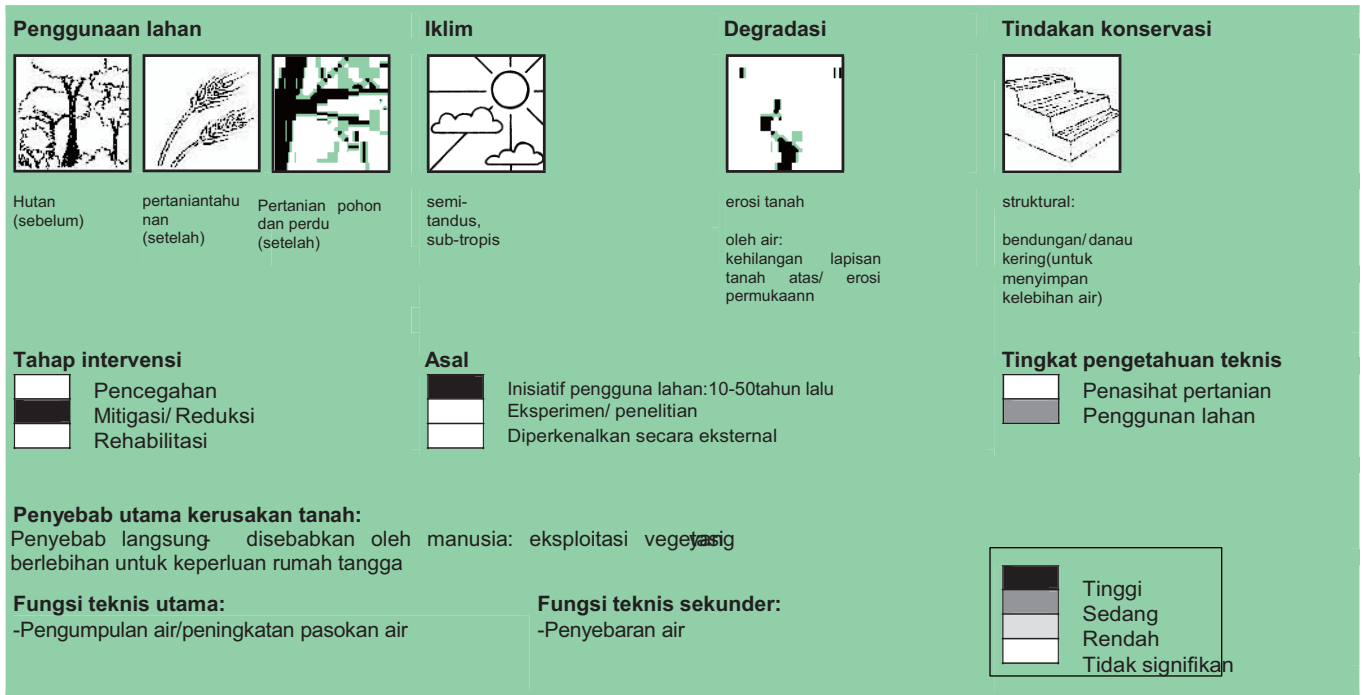 Penggunaan lahan
Iklim
Degradasi
Tindakan konservasi
Hutan
(sebelum)
pertaniantahu
nan
(setelah)
Pertanian pohon
dan perdu
(setelah)
semi-
tandus,
sub-tropis
erosi tanah
oleh air:
kehilangan lapisan
tanah atas/ erosi
permukaann
struktural:
bendungan/danau
kering(untuk
menyimpan
kelebihan air)
Tahap intervensi
Pencegahan
Mitigasi/ Reduksi
Rehabilitasi
Asal
Inisiatif pengguna lahan:10-50tahun lalu
Eksperimen/ penelitian
Diperkenalkan secara eksternal
Tingkat pengetahuan teknis
Penasihat pertanian
Penggunan lahan
Penyebab utama kerusakan tanah:
Penyebab langsung- disebabkan oleh manusia: eksploitasi vegetasi yang
berlebihan untuk keperluan rumah tangga
Fungsi teknis utama:
-Pengumpulan air/peningkatan pasokan air
Fungsi teknis sekunder:
-Penyebaran air
Tinggi
Sedang
Rendah
Tidak signifikan